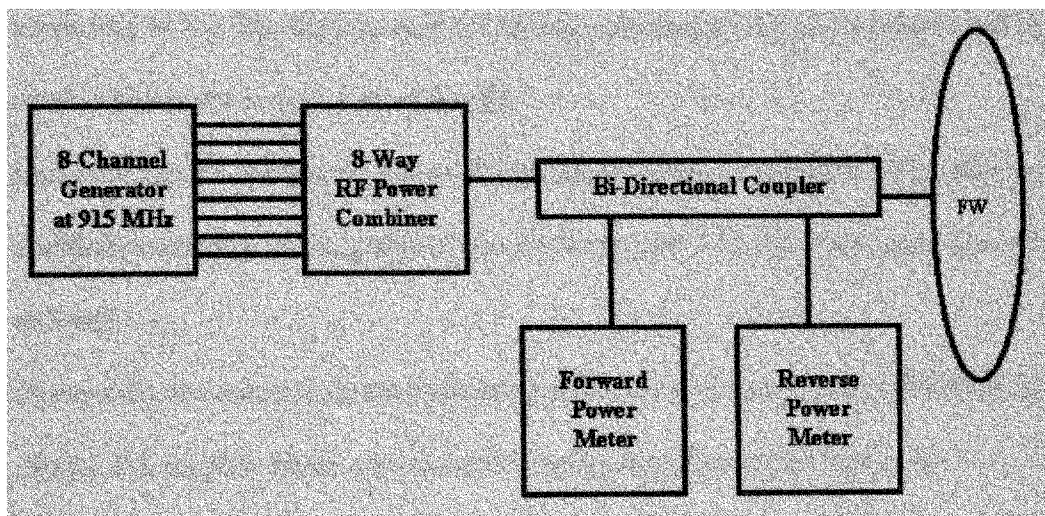 8-Channel
Generator
at 915 MHz
8-Way
RF Power
Combiner
Bi-Directional Coupler
FW
Forward
Power
Meter
Reverse
Power
Meter